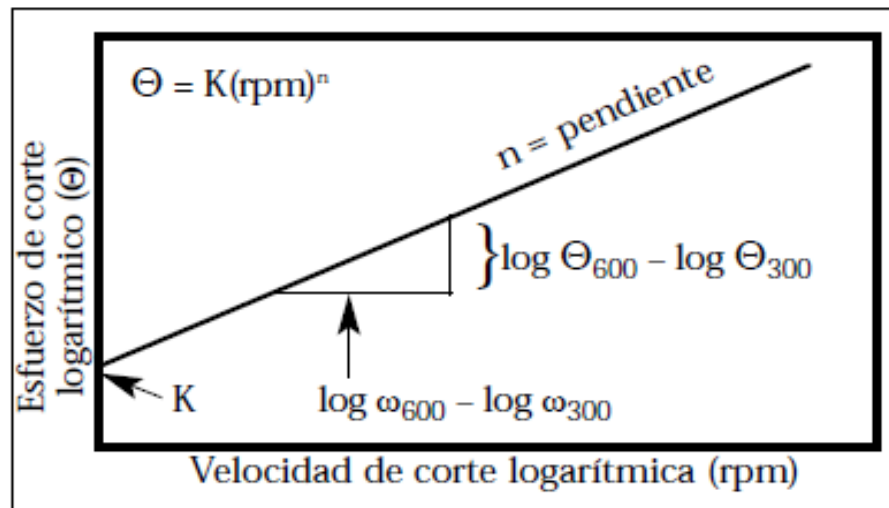 Θ = K(rpm)ⁿ
n = pendiente
Esfuerzo de corte
logarítmico (Θ)
}log Θ₆₀₀ – log Θ₃₀₀
K
log ω₆₀₀ – log ω₃₀₀
Velocidad de corte logarítmica (rpm)